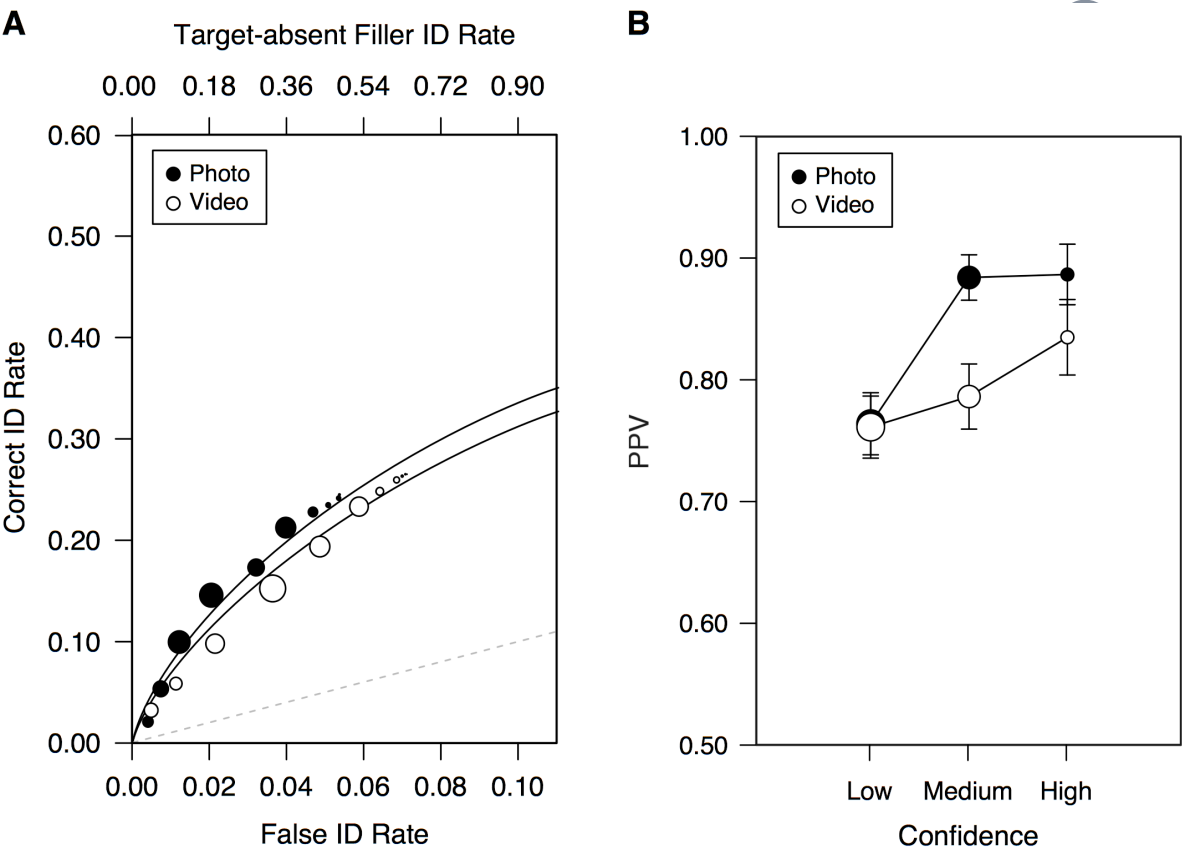 A
Target-absent Filler ID Rate
0.00 0.18 0.36 0.54 0.72 0.90
0.60
0.50
0.40
0.30
0.20
0.10
0.00
Correct ID Rate
Photo
Video
0.00 0.02 0.04 0.06 0.08 0.10
False ID Rate
B
1.00
0.90
0.80
0.70
0.60
0.50
PPV
Photo
Video
Low Medium High
Confidence